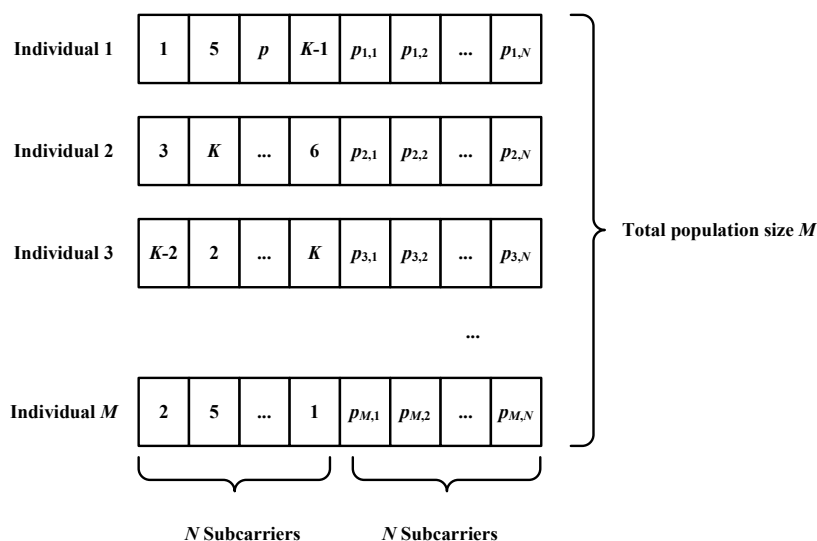 Individual 1 1 5 p K-1 p1,1 p1,2 ... p1,N
Individual 2 3 K ... 6 p2,1 p2,2 ... p2,N
Total population size M
Individual 3 K-2 2 ... K p3,1 p3,2 ... p3,N
...
Individual M 2 5 ... 1 pM,1 pM,2 ... pM,N
N Subcarriers N Subcarriers